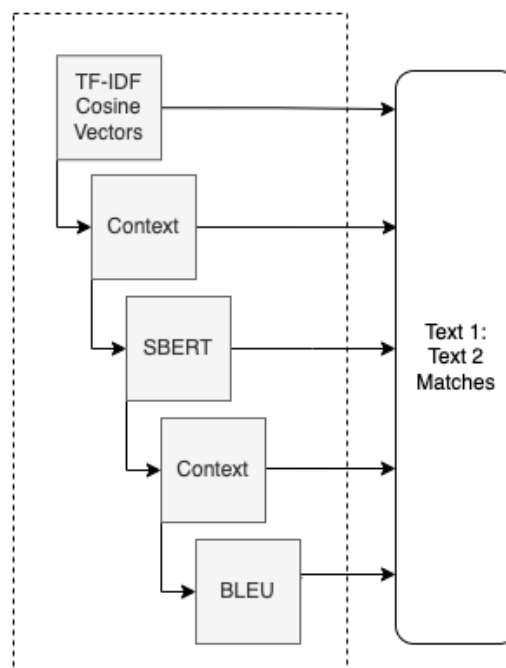 TF-IDF
Cosine
Vectors
Context
SBERT
Text 1:
Text 2
Matches
Context
BLEU